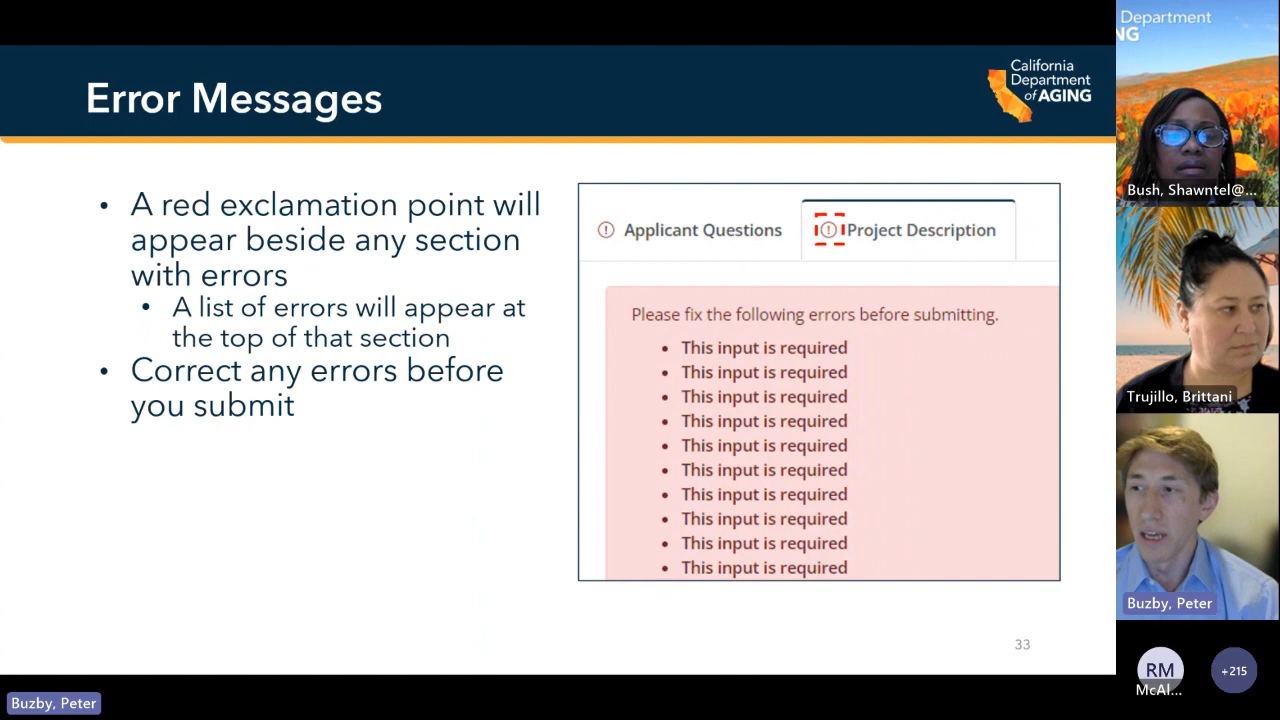 Error Messages
California
Department
of AGING
• A red exclamation point will
appear beside any section
with errors
• A list of errors will appear at
the top of that section
• Correct any errors before
you submit
Applicant Questions
Project Description
Please fix the following errors before submitting.
• This input is required
• This input is required
• This input is required
• This input is required
• This input is required
• This input is required
• This input is required
• This input is required
• This input is required
• This input is required
33
Buzby, Peter
Department
NG
Bush, Shawntel@...
Trujillo, Brittani
Buzby, Peter
RM
McAl...
+215